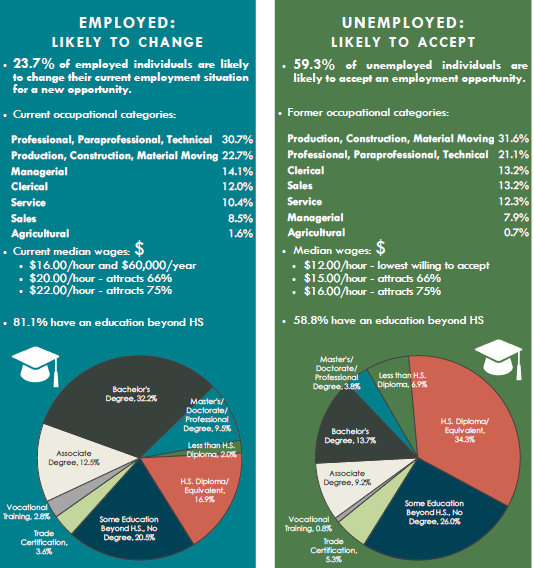 EMPLOYED:
LIKELY TO CHANGE
• 23.7% of employed individuals are likely
to change their current employment situation
for a new opportunity.
• Current occupational categories:
Professional, Paraprofessional, Technical 30.7%
Production, Construction, Material Moving 22.7%
Managerial 14.1%
Clerical 12.0%
Service 10.4%
Sales 8.5%
Agricultural 1.6%
• Current median wages: $
• $16.00/hour and $60,000/year
• $20.00/hour - attracts 66%
• $22.00/hour - attracts 75%
• 81.1% have an education beyond HS
Bachelor's
Degree, 32.2%
Master's/
Doctorate/
Professional
Degree, 9.5%
Less than H.S.
Diploma, 2.0%
H.S. Diploma/
Equivalent,
16.9%
Some Education
Beyond H.S., No
Degree, 20.5%
Trade
Certification,
3.6%
Vocational
Training, 2.8%
Associate
Degree, 12.5%
UNEMPLOYED:
LIKELY TO ACCEPT
• 59.3% of unemployed individuals are
likely to accept an employment opportunity.
• Former occupational categories:
Production, Construction, Material Moving 31.6%
Professional, Paraprofessional, Technical 21.1%
Clerical 13.2%
Sales 13.2%
Service 12.3%
Managerial 7.9%
Agricultural 0.7%
• Median wages: $
• $12.00/hour - lowest willing to accept
• $15.00/hour - attracts 66%
• $16.00/hour - attracts 75%
• 58.8% have an education beyond HS
Master's/
Doctorate/
Professional
Degree, 3.8%
Less than H.S.
Diploma, 6.9%
H.S. Diploma/
Equivalent,
34.3%
Some Education
Beyond H.S., No
Degree, 26.0%
Trade
Certification,
5.3%
Vocational
Training, 0.8%
Associate
Degree, 9.2%
Bachelor's
Degree, 13.7%